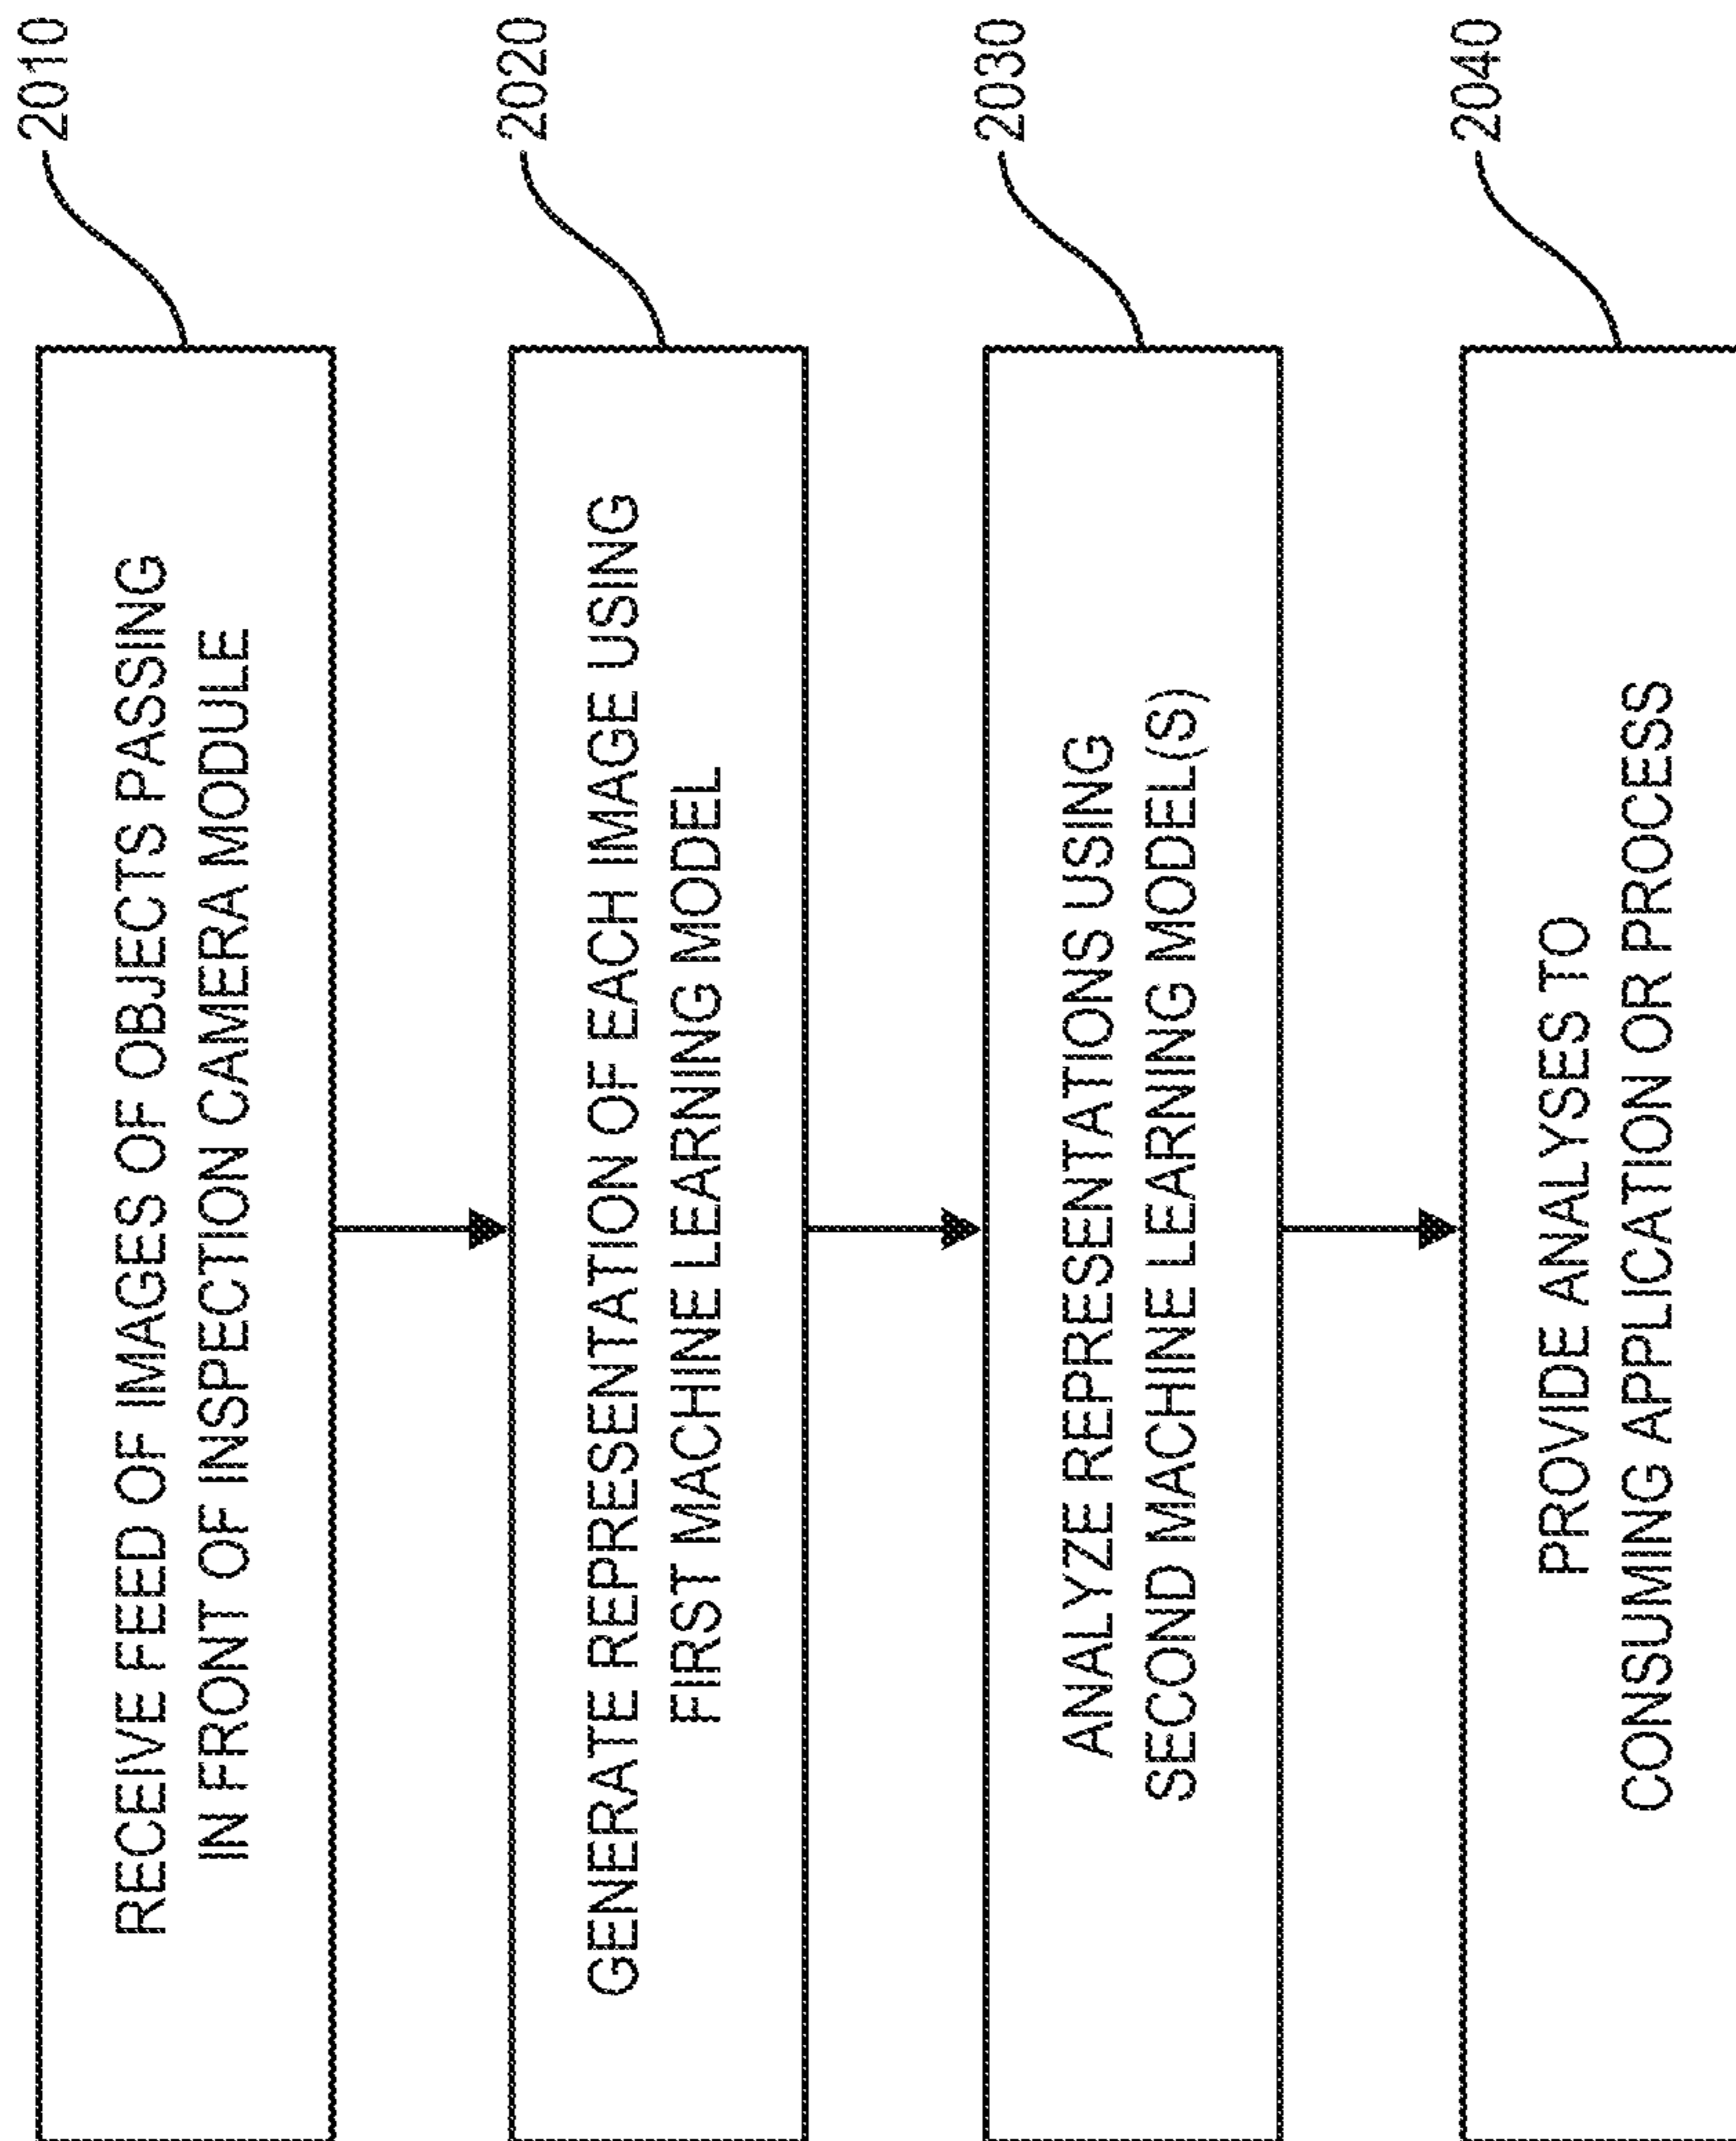 RECEIVE FEED OF IMAGES OF OBJECTS PASSING
IN FRONT OF INSPECTION CAMERA MODULE
2010
GENERATE REPRESENTATION OF EACH IMAGE USING
FIRST MACHINE LEARNING MODEL
2020
ANALYZE REPRESENTATIONS USING
SECOND MACHINE LEARNING MODEL(S)
2030
PROVIDE ANALYSES TO
CONSUMING APPLICATION OR PROCESS
2040